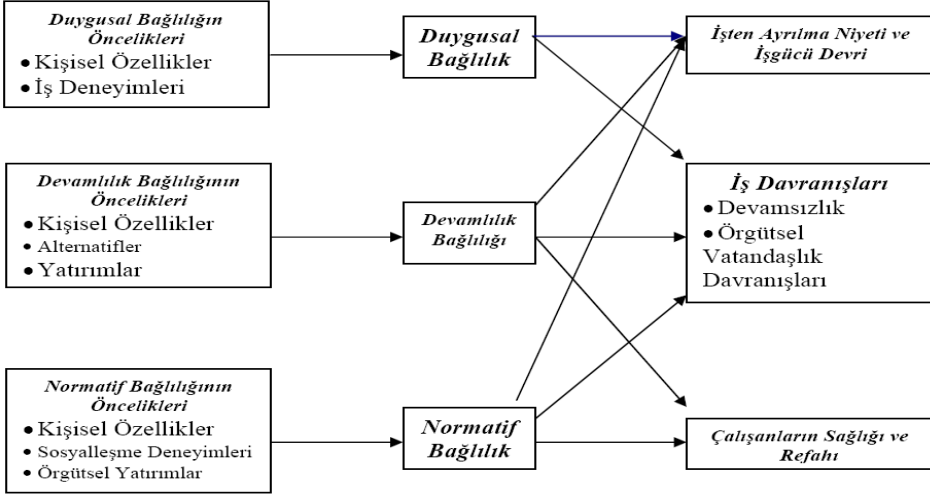 Duygusal Bağlılığın
Öncelikleri
• Kişisel Özellikler
• İş Deneyimleri
Duygusal
Bağlılık
İşten Ayrılma Niyeti ve
İşgücü Devri
Devamlılık Bağlılığının
Öncelikleri
• Kişisel Özellikler
• Alternatifler
• Yatırımlar
Devamlılık
Bağlılığı
İş Davranışları
• Devamsızlık
• Örgütsel
Vatandaşlık
Davranışları
Normatif Bağlılığının
Öncelikleri
• Kişisel Özellikler
• Sosyalleşme Deneyimleri
• Örgütsel Yatırımlar
Normatif
Bağlılık
Çalışanların Sağlığı ve
Refahı